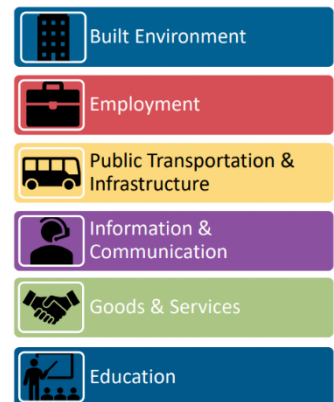 Built Environment
Employment
Public Transportation &
Infrastructure
Information &
Communication
Goods & Services
Education